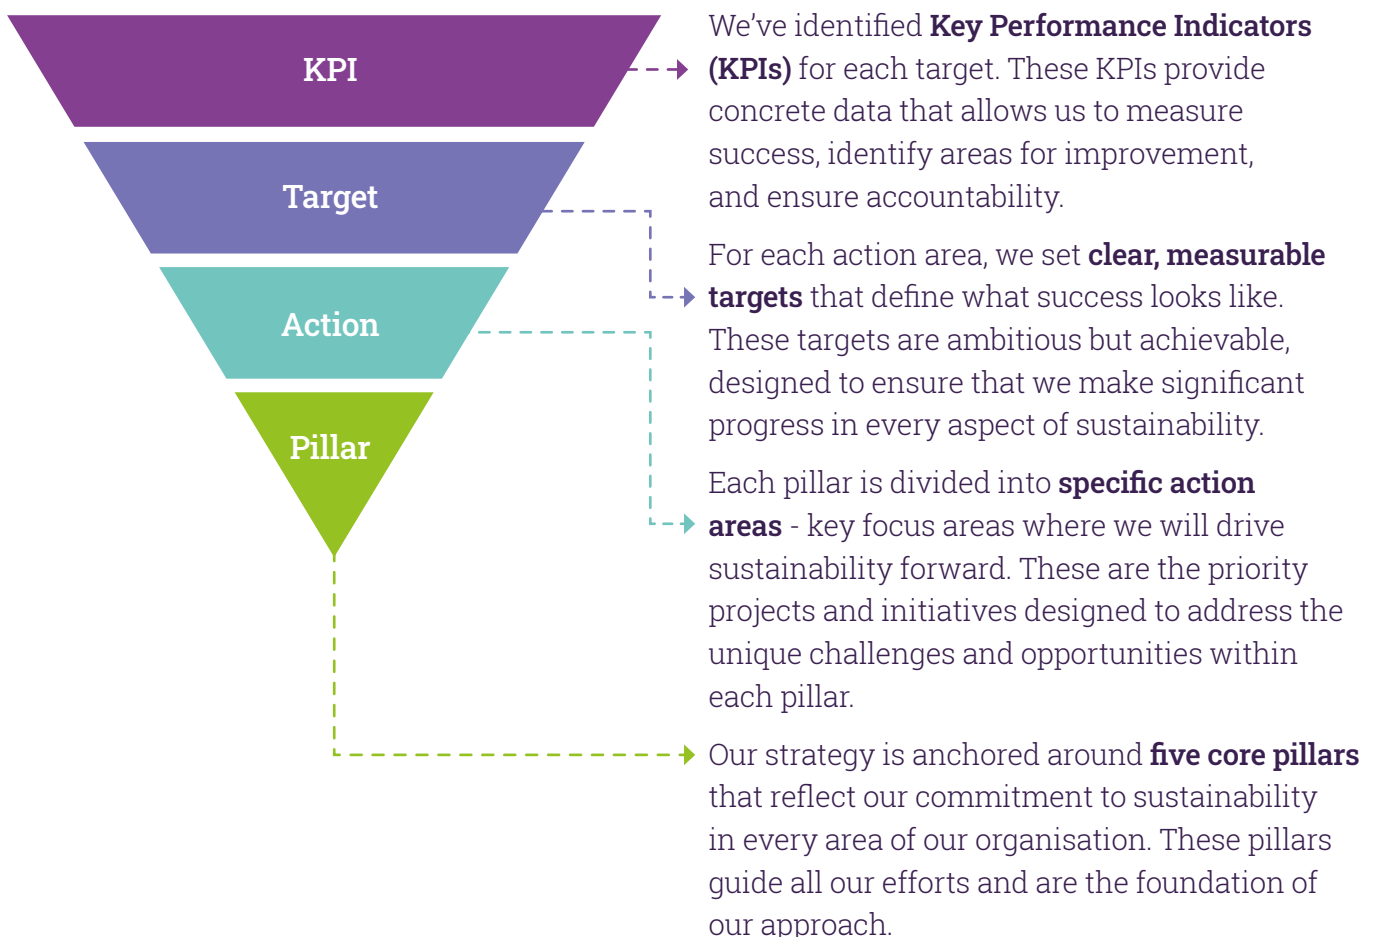 KPI
Target
Action
Pillar
We’ve identified Key Performance Indicators
(KPIs) for each target. These KPIs provide
concrete data that allows us to measure
success, identify areas for improvement,
and ensure accountability.
For each action area, we set clear, measurable
targets that define what success looks like.
These targets are ambitious but achievable,
designed to ensure that we make significant
progress in every aspect of sustainability.
Each pillar is divided into specific action
areas - key focus areas where we will drive
sustainability forward. These are the priority
projects and initiatives designed to address the
unique challenges and opportunities within
each pillar.
Our strategy is anchored around five core pillars
that reflect our commitment to sustainability
in every area of our organisation. These pillars
guide all our efforts and are the foundation of
our approach.